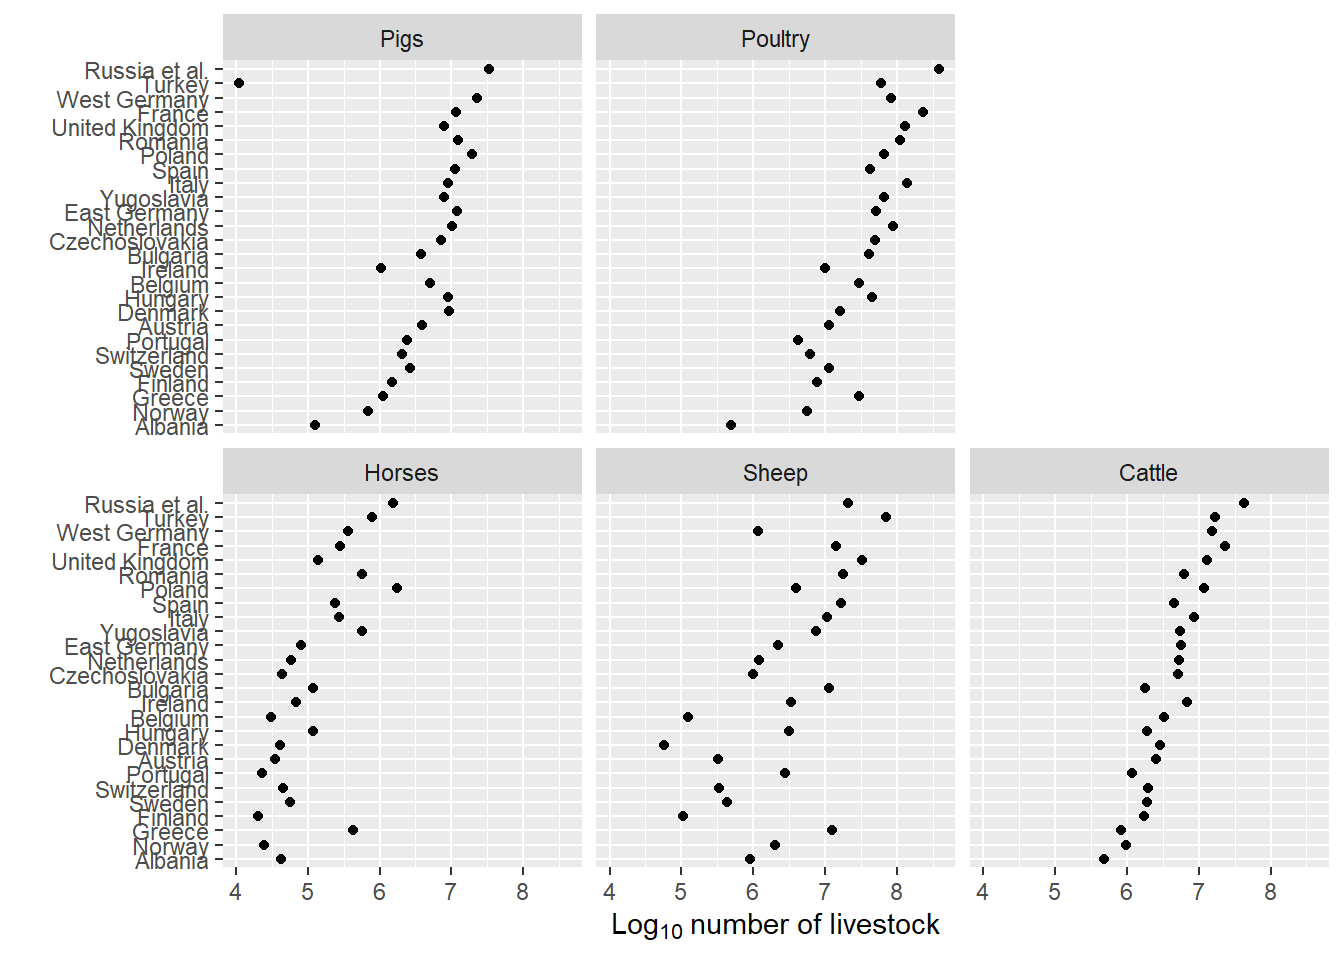 Pigs
Poultry
Russia et al.
Turkey
West Germany
France
United Kingdom
Romania
Poland
Spain
Italy
Yugoslavia
East Germany
Netherlands
Czechoslovakia
Bulgaria
Ireland
Belgium
Hungary
Denmark
Austria
Portugal
Switzerland
Sweden
Finland
Greece
Norway
Albania
Horses
Sheep
Cattle
Russia et al.
Turkey
West Germany
France
United Kingdom
Romania
Poland
Spain
Italy
Yugoslavia
East Germany
Netherlands
Czechoslovakia
Bulgaria
Ireland
Belgium
Hungary
Denmark
Austria
Portugal
Switzerland
Sweden
Finland
Greece
Norway
Albania
4 5 6 7 8
4 5 6 7 8
4 5 6 7 8
Log10 number of livestock